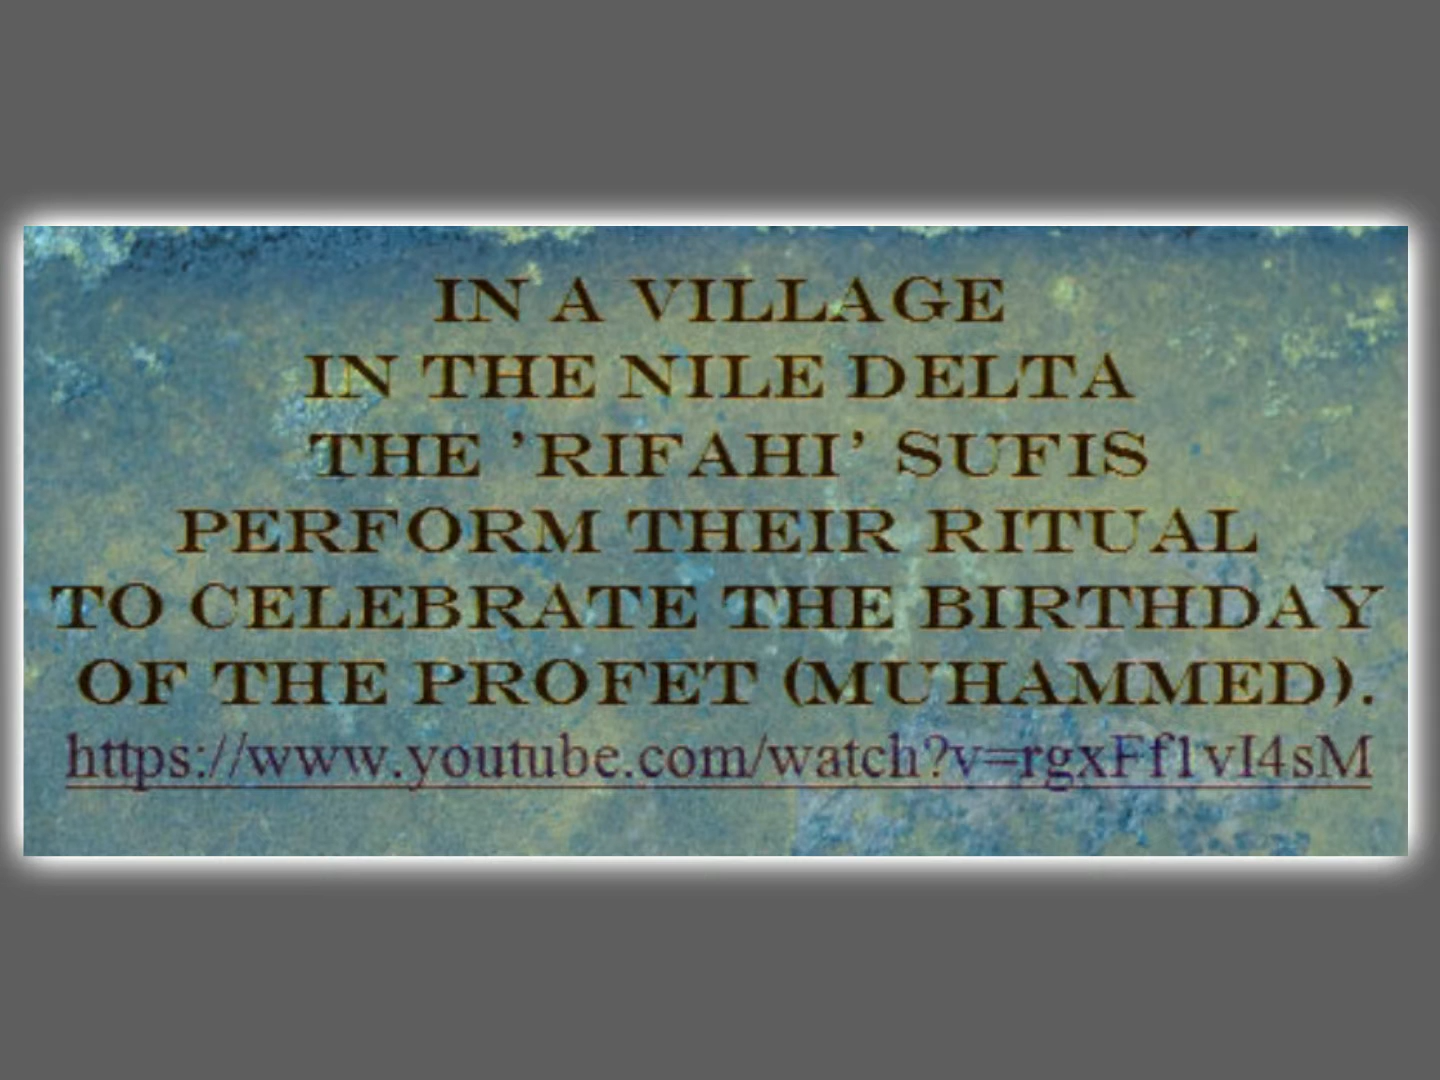 IN A VILLAGE
IN THE NILE DELTA
THE 'RIFAHI' SUFIS
PERFORM THEIR RITUAL
TO CELEBRATE THE BIRTHDAY
OF THE PROFET (MUHAMMED).
https://www.youtube.com/watch?v=rgxFf1vI4sM